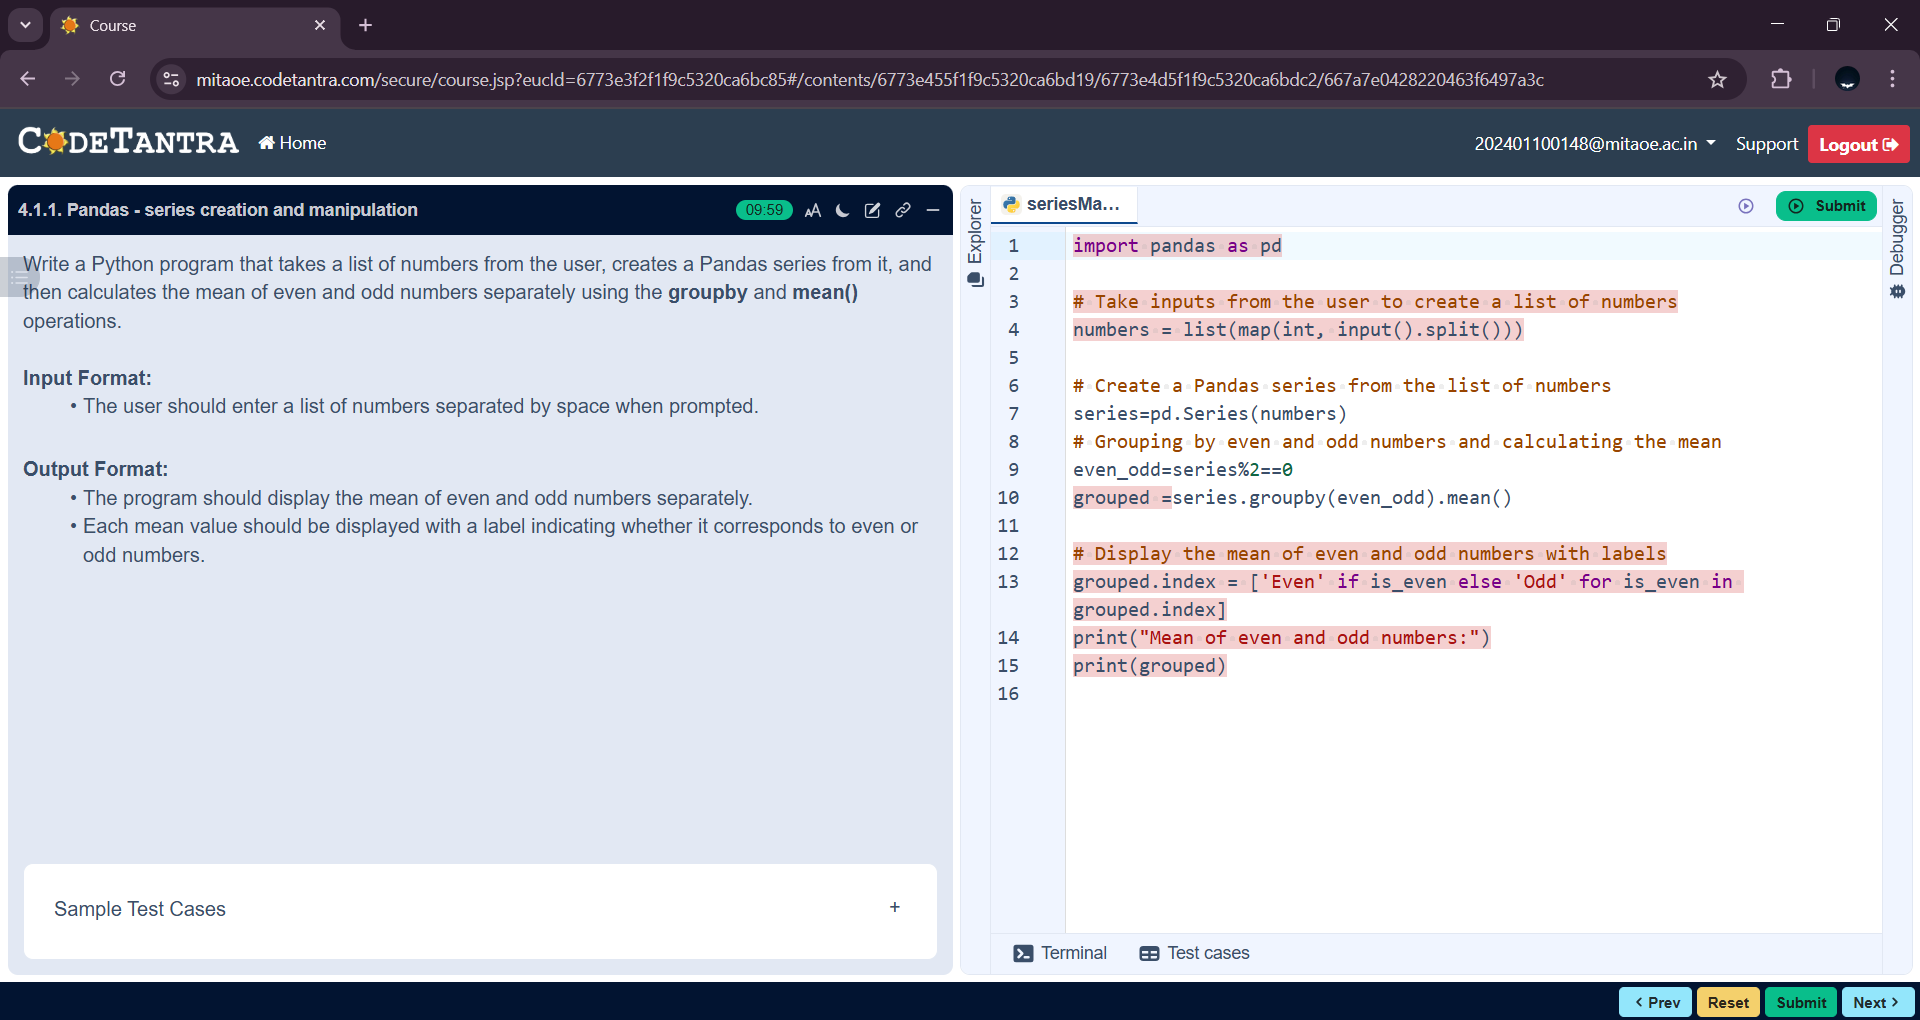 Course
mitaoe.codetantra.com/secure/course.jsp?eucId=6773e3f2f1f9c5320ca6bc85#/contents/6773e455f1f9c5320ca6bd19/6773e4d5f1f9c5320ca6bdc2/667a7e0428220463f6497a3c
CODETANTRA
Home
202401100148@mitaoe.ac.in
Support
Logout
4.1.1. Pandas - series creation and manipulation
09:59
AA
Write a Python program that takes a list of numbers from the user, creates a Pandas series from it, and
then calculates the mean of even and odd numbers separately using the groupby and mean()
operations.
Input Format:
• The user should enter a list of numbers separated by space when prompted.
Output Format:
• The program should display the mean of even and odd numbers separately.
• Each mean value should be displayed with a label indicating whether it corresponds to even or
odd numbers.
Sample Test Cases
+
Explorer
seriesMa...
Submit
Debugger
1 import pandas as pd
2
3 # Take inputs from the user to create a list of numbers
4 numbers = list(map(int, input().split()))
5
6 # Create a Pandas series from the list of numbers
7 series=pd.Series(numbers)
8 # Grouping by even and odd numbers and calculating the mean
9 even_odd=series%2==0
10 grouped =series.groupby(even_odd).mean()
11
12 # Display the mean of even and odd numbers with labels
13 grouped.index = ['Even' if is_even else 'Odd' for is_even in
grouped.index]
14 print("Mean of even and odd numbers:")
15 print(grouped)
16
Terminal
Test cases
< Prev
Reset
Submit
Next >